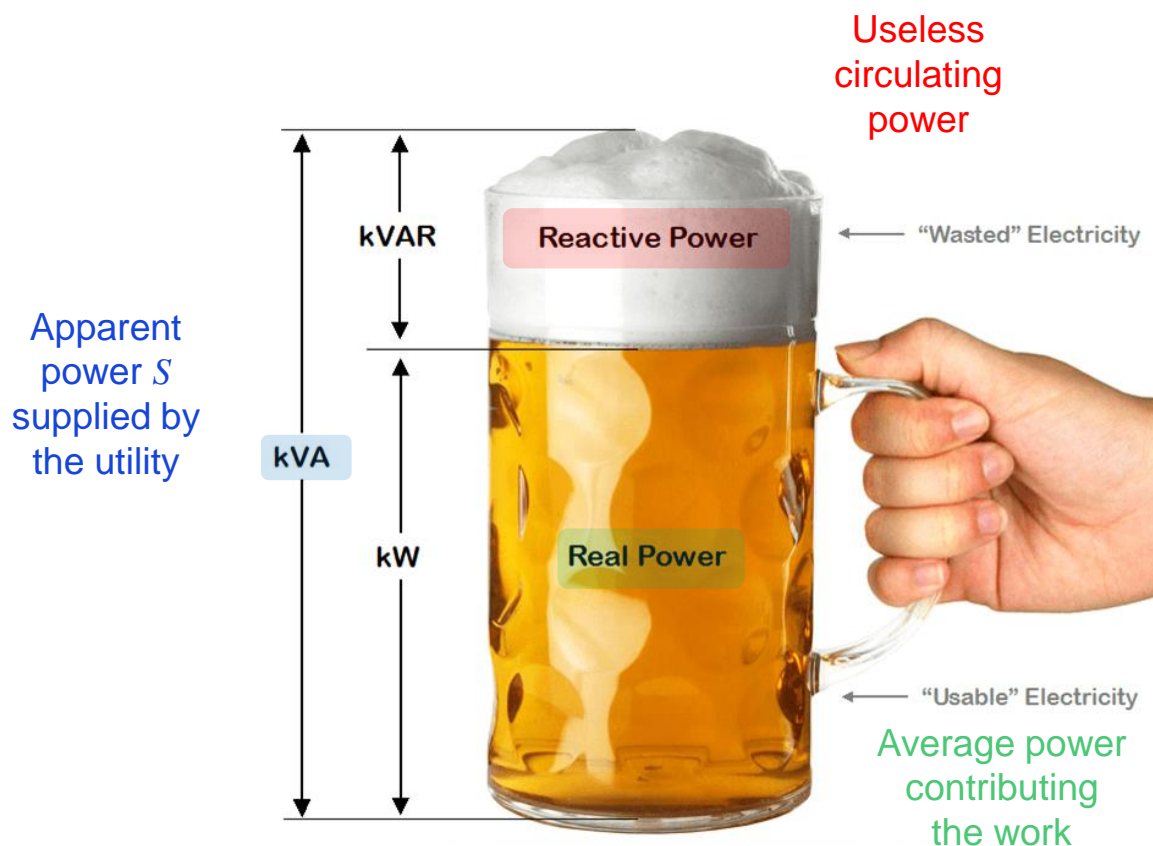 Useless
circulating
power
kVAR
Reactive Power
“Wasted” Electricity
Apparent
power S
supplied by
the utility
kVA
kW
Real Power
“Usable” Electricity
Average power
contributing
the work